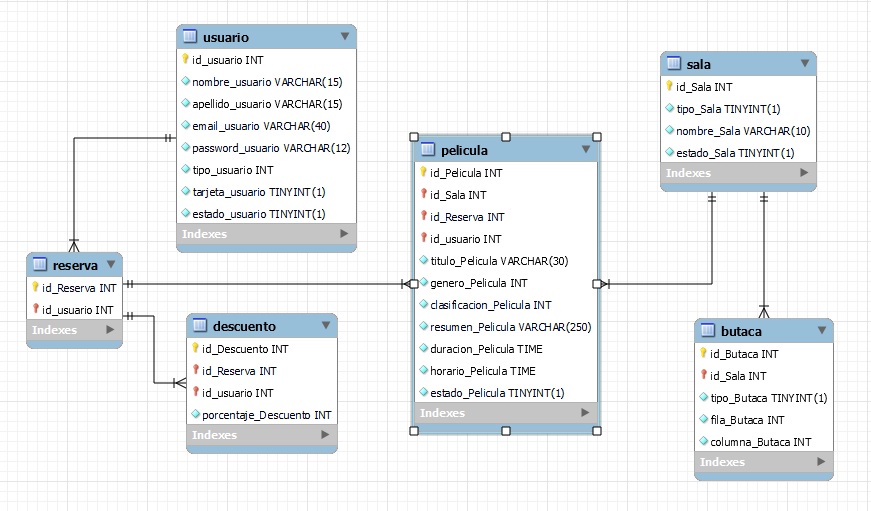 usuario
id_usuario INT
nombre_usuario VARCHAR(15)
apellido_usuario VARCHAR(15)
email_usuario VARCHAR(40)
password_usuario VARCHAR(12)
tipo_usuario INT
tarjeta_usuario TINYINT(1)
estado_usuario TINYINT(1)
Indexes
reserva
id_Reserva INT
id_usuario INT
Indexes
descuento
id_Descuento INT
id_Reserva INT
id_usuario INT
porcentaje_Descuento INT
Indexes
pelicula
id_Pelicula INT
id_Sala INT
id_Reserva INT
id_usuario INT
titulo_Pelicula VARCHAR(30)
genero_Pelicula INT
clasificacion_Pelicula INT
resumen_Pelicula VARCHAR(250)
duracion_Pelicula TIME
horario_Pelicula TIME
estado_Pelicula TINYINT(1)
Indexes
sala
id_Sala INT
tipo_Sala TINYINT(1)
nombre_Sala VARCHAR(10)
estado_Sala TINYINT(1)
Indexes
butaca
id_Butaca INT
id_Sala INT
tipo_Butaca TINYINT(1)
fila_Butaca INT
columna_Butaca INT
Indexes